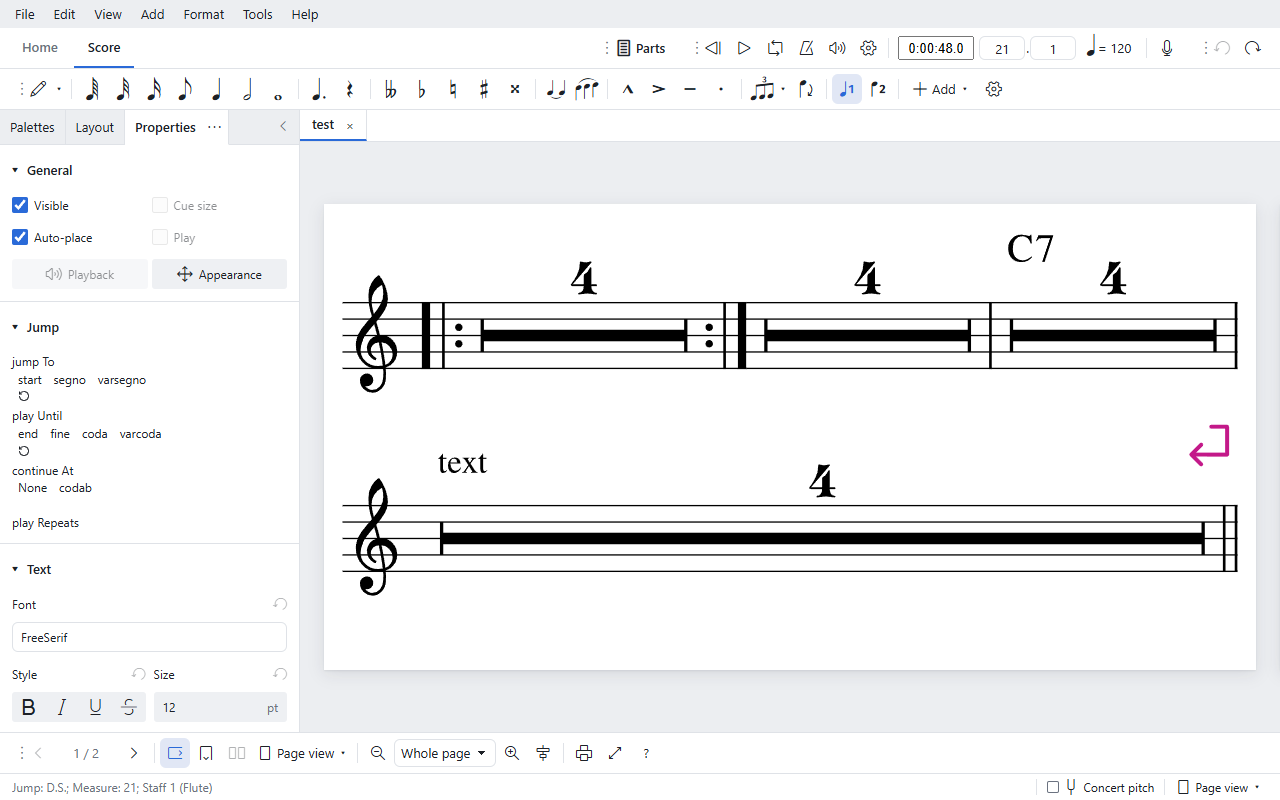 File Edit View Add Format Tools Help
Home Score Parts 0:00:48.0 21 . 1 = 120
3 1 2 Add
Palettes Layout Properties ... test ×
General
Visible Cue size
Auto-place Play
Playback Appearance
Jump
jump To
start segno varsegno
play Until
end fine coda varcoda
continue At
None codab
play Repeats
Text
Font
FreeSerif
Style Size
B I U S 12 pt
C7
4 4 4
text
4
1 / 2 Page view Whole page ?
Jump: D.S.; Measure: 21; Staff 1 (Flute) Concert pitch Page view